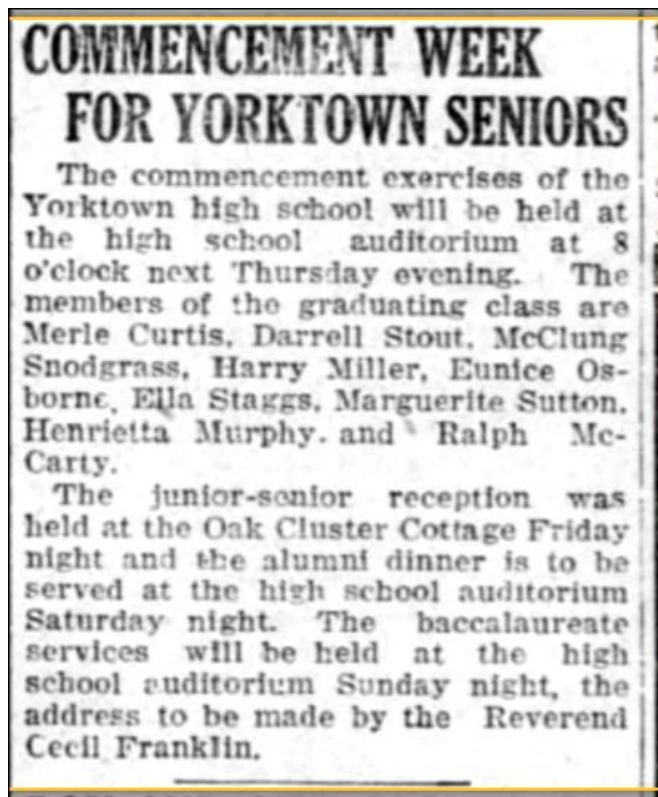 COMMENCEMENT WEEK
FOR YORKTOWN SENIORS
The commencement exercises of the
Yorktown high school will be held at
the high school auditorium at 8
o'clock next Thursday evening. The
members of the graduating class are
Merle Curtis, Darrell Stout, McClung
Snodgrass, Harry Miller, Eunice Os-
borne, Ella Staggs, Marguerite Sutton,
Henrietta Murphy. and Ralph Mc-
Carty.
The junior-senior reception was
held at the Oak Cluster Cottage Friday
night and the alumni dinner is to be
served at the high school auditorium
Saturday night. The baccalaureate
services will be held at the high
school auditorium Sunday night, the
address to be made by the Reverend
Cecil Franklin.